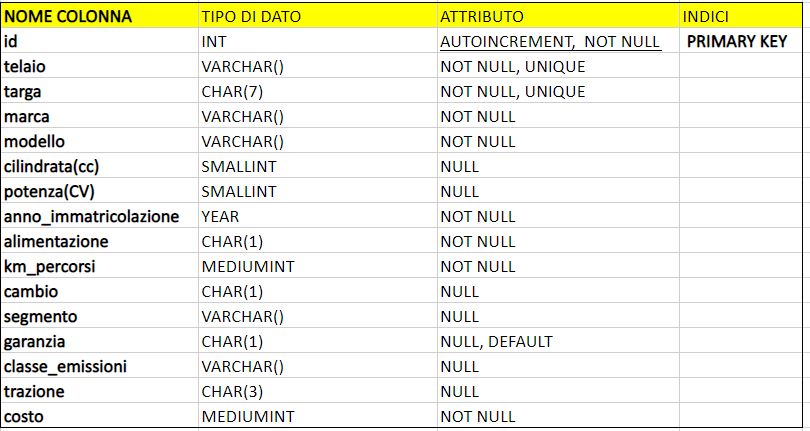 NOME COLONNA TIPO DI DATO ATTRIBUTO INDICI
id INT AUTOINCREMENT, NOT NULL PRIMARY KEY
telaio VARCHAR() NOT NULL, UNIQUE
targa CHAR(7) NOT NULL, UNIQUE
marca VARCHAR() NOT NULL
modello VARCHAR() NOT NULL
cilindrata(cc) SMALLINT NULL
potenza(CV) SMALLINT NULL
anno_immatricolazione YEAR NOT NULL
alimentazione CHAR(1) NOT NULL
km_percorsi MEDIUMINT NOT NULL
cambio CHAR(1) NULL
segmento VARCHAR() NULL
garanzia CHAR(1) NULL, DEFAULT
classe_emissioni VARCHAR() NULL
trazione CHAR(3) NULL
costo MEDIUMINT NOT NULL